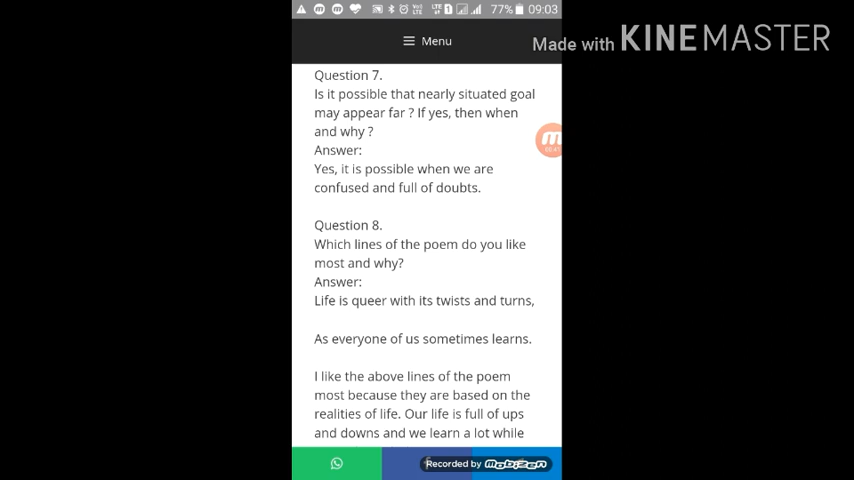 77% 09:03
Menu
Made with KINEMASTER
Question 7.
Is it possible that nearly situated goal
may appear far ? If yes, then when
and why ?
Answer:
Yes, it is possible when we are
confused and full of doubts.
Question 8.
Which lines of the poem do you like
most and why?
Answer:
Life is queer with its twists and turns,
As everyone of us sometimes learns.
I like the above lines of the poem
most because they are based on the
realities of life. Our life is full of ups
and downs and we learn a lot while
Recorded by mobizen